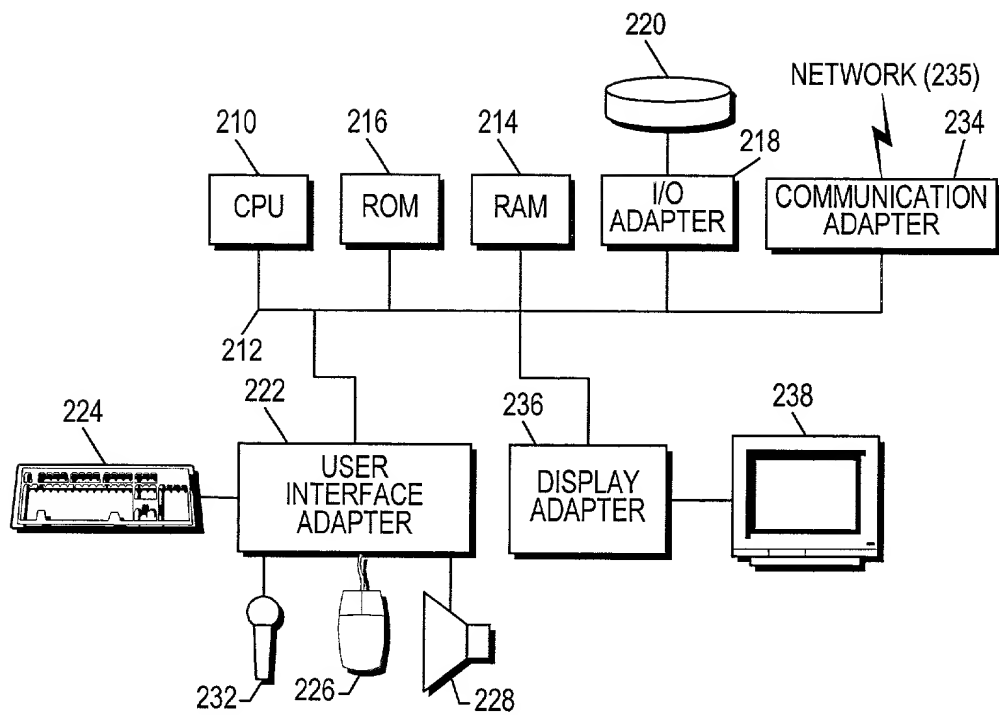 220
NETWORK (235)
210
216
214
218
234
CPU
ROM
RAM
I/O
ADAPTER
COMMUNICATION
ADAPTER
212
224
222
236
238
USER
INTERFACE
ADAPTER
DISPLAY
ADAPTER
232
226
228